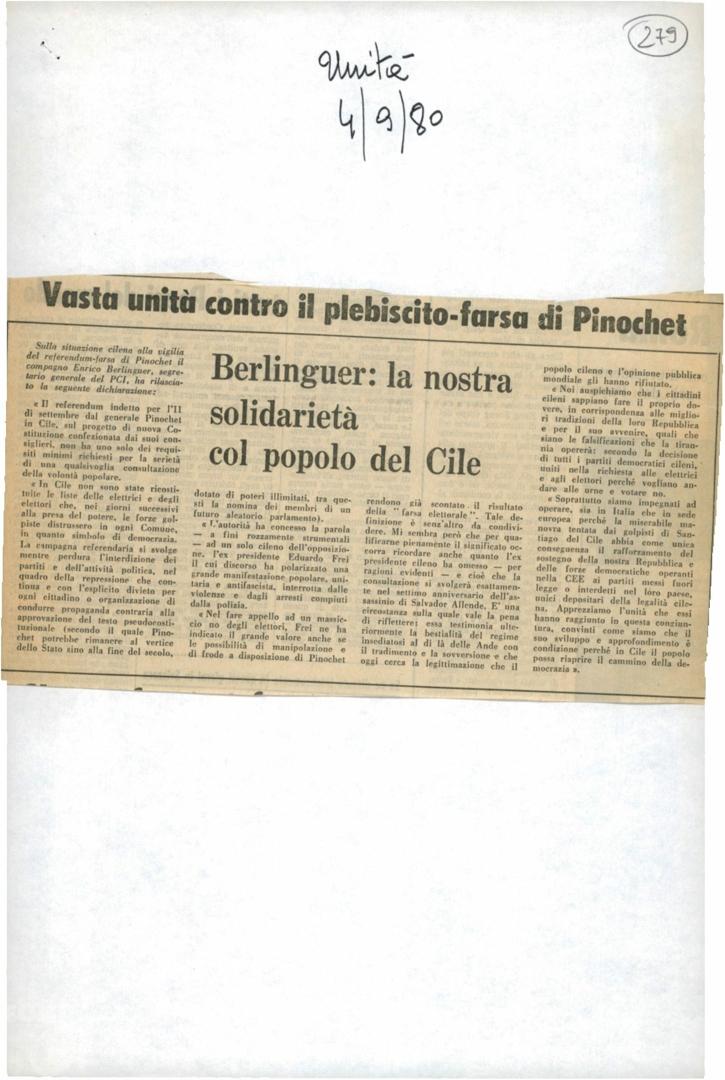 279
Unità
4/9/80
Vasta unità contro il plebiscito-farsa di Pinochet
Berlinguer: la nostra
solidarietà
col popolo del Cile
Sulla situazione cilena alla vigilia
del referendum-farsa di Pinochet il
compagno Enrico Berlinguer, segre-
tario generale del PCI, ha rilascia-
to la seguente dichiarazione:
« Il referendum indetto per l'11
di settembre dal generale Pinochet
in Cile, sul progetto di nuova Co-
stituzione confezionata dai suoi con-
siglieri, non ha uno solo dei requi-
siti minimi richiesti per la serietà
di una qualsivoglia consultazione
della volontà popolare.
« In Cile non sono state ricosti-
tuite le liste delle elettrici e degli
elettori che, nei giorni successivi
alla presa del potere, le forze gol-
piste distrussero in ogni Comune,
in quanto simbolo di democrazia.
La campagna referendaria si svolge
mentre perdura l'interdizione dei
partiti e dell'attività politica, nel
quadro della repressione che con-
tinua e con l'esplicito divieto per
ogni cittadino o organizzazione di
condurre propaganda contraria alla
approvazione del testo pseudocosti-
tuzionale (secondo il quale Pino-
chet potrebbe rimanere al vertice
dello Stato sino alla fine del secolo,
dotato di poteri illimitati, tra que-
sti la nomina dei membri di un
futuro aleatorio parlamento).
« L'autorità ha concesso la parola
— a fini rozzamente strumentali
— ad un solo cileno dell'opposizio-
ne, l'ex presidente Eduardo Frei
il cui discorso ha polarizzato una
grande manifestazione popolare, uni-
taria e antifascista, interrotta dalle
violenze e dagli arresti compiuti
dalla polizia.
« Nel fare appello ad un massic-
cio no degli elettori, Frei ne ha
indicato il grande valore anche se
le possibilità di manipolazione e
di frode a disposizione di Pinochet
rendono già scontato il risultato
della "farsa elettorale". Tale de-
finizione è senz'altro da condivi-
dere. Mi sembra però che per qua-
lificarne pienamente il significato oc-
corra ricordare anche quanto l'ex
presidente cileno ha omesso — per
ragioni evidenti — e cioè che la
consultazione si svolgerà esattamen-
te nel settimo anniversario dell'as-
sassinio di Salvador Allende. E' una
circostanza sulla quale vale la pena
di riflettere: essa testimonia ulte-
riormente la bestialità del regime
insediatosi al di là delle Ande con
il tradimento e la sovversione e che
oggi cerca la legittimazione che il
popolo cileno e l'opinione pubblica
mondiale gli hanno rifiutato.
« Noi auspichiamo che i cittadini
cileni sappiano fare il proprio do-
vere, in corrispondenza alle miglio-
ri tradizioni della loro Repubblica
e per il suo avvenire, quali che
siano le falsificazioni che la tiran-
nia opererà: secondo la decisione
di tutti i partiti democratici cileni,
uniti nella richiesta alle elettrici
e agli elettori perché vogliano an-
dare alle urne e votare no.
« Soprattutto siamo impegnati ad
operare, sia in Italia che in sede
europea perché la miserabile ma-
novra tentata dai golpisti di San-
tiago del Cile abbia come unica
conseguenza il rafforzamento del
sostegno della nostra Repubblica e
delle forze democratiche operanti
nella CEE ai partiti messi fuori
legge o interdetti nel loro paese,
unici depositari della legalità cile-
na. Apprezziamo l'unità che essi
hanno raggiunto in questa congiun-
tura, convinti come siamo che il
suo sviluppo e approfondimento è
condizione perché in Cile il popolo
possa riaprire il cammino della de-
mocrazia ».